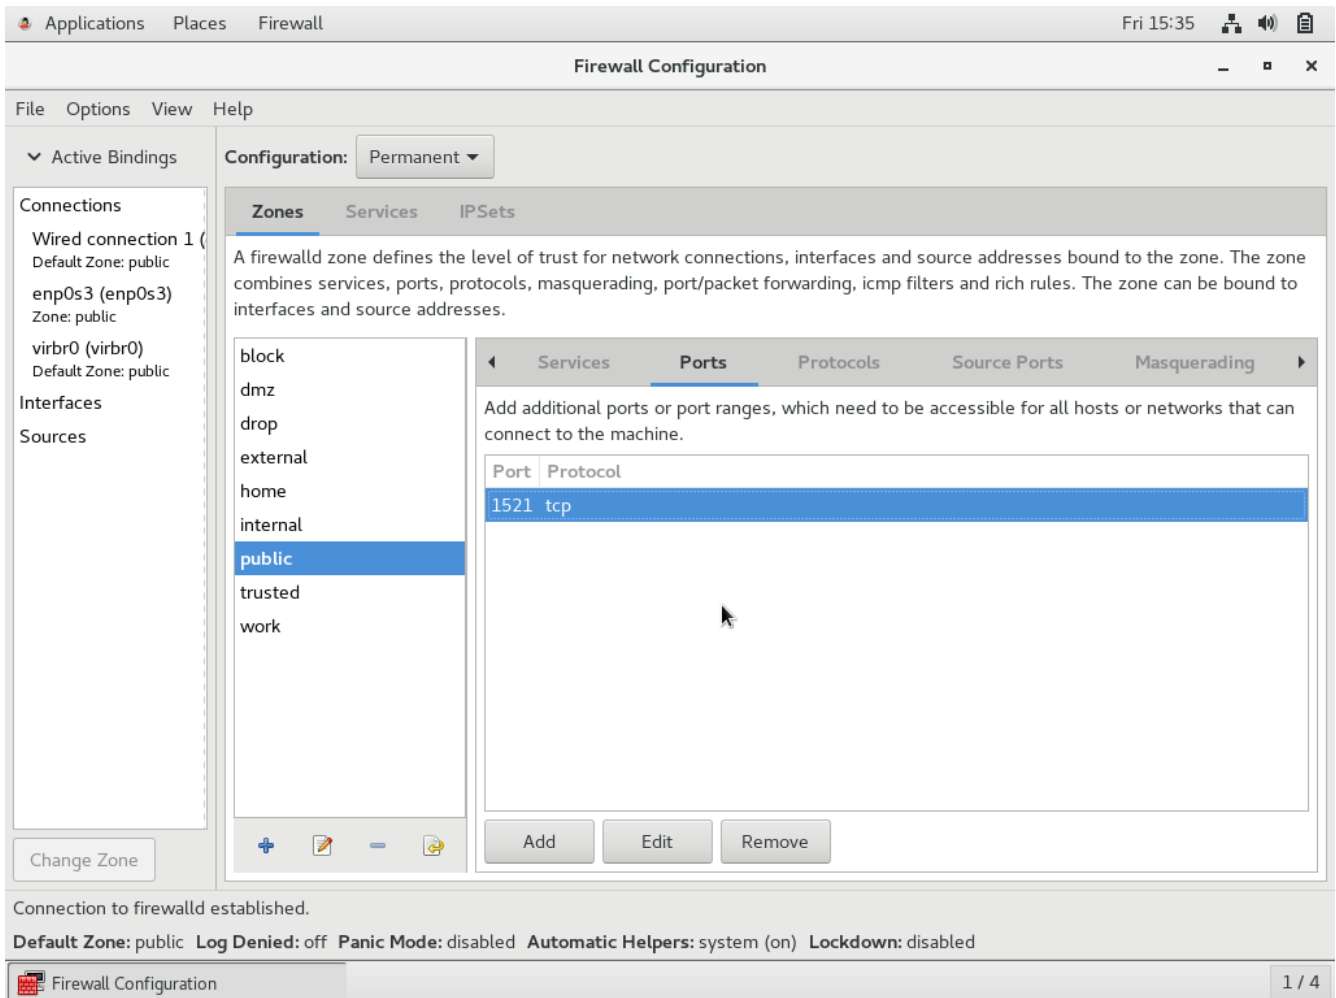 Applications Places Firewall Fri 15:35
Firewall Configuration
File Options View Help
Active Bindings
Configuration: Permanent
Connections
Wired connection 1 (
Default Zone: public
enp0s3 (enp0s3)
Zone: public
virbr0 (virbr0)
Default Zone: public
Interfaces
Sources
Change Zone
Zones Services IPSets
A firewalld zone defines the level of trust for network connections, interfaces and source addresses bound to the zone. The zone
combines services, ports, protocols, masquerading, port/packet forwarding, icmp filters and rich rules. The zone can be bound to
interfaces and source addresses.
block
dmz
drop
external
home
internal
public
trusted
work
Services Ports Protocols Source Ports Masquerading
Add additional ports or port ranges, which need to be accessible for all hosts or networks that can
connect to the machine.
Port Protocol
1521 tcp
Add Edit Remove
Connection to firewalld established.
Default Zone: public Log Denied: off Panic Mode: disabled Automatic Helpers: system (on) Lockdown: disabled
Firewall Configuration 1 / 4